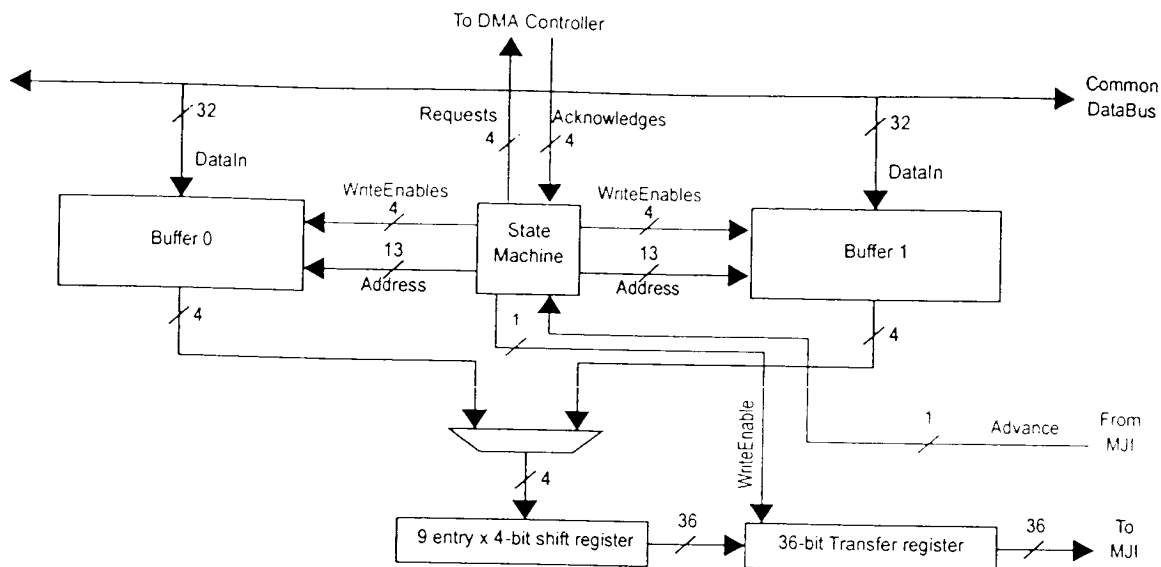 To DMA Controller
Common
DataBus
32
Requests
4
Acknowledges
4
32
DataIn
DataIn
WriteEnables
4
State
Machine
WriteEnables
4
Buffer 0
Buffer 1
13
Address
13
Address
4
1
4
WriteEnable
1
Advance
From
MJI
4
9 entry x 4-bit shift register
36
36-bit Transfer register
36
To
MJI